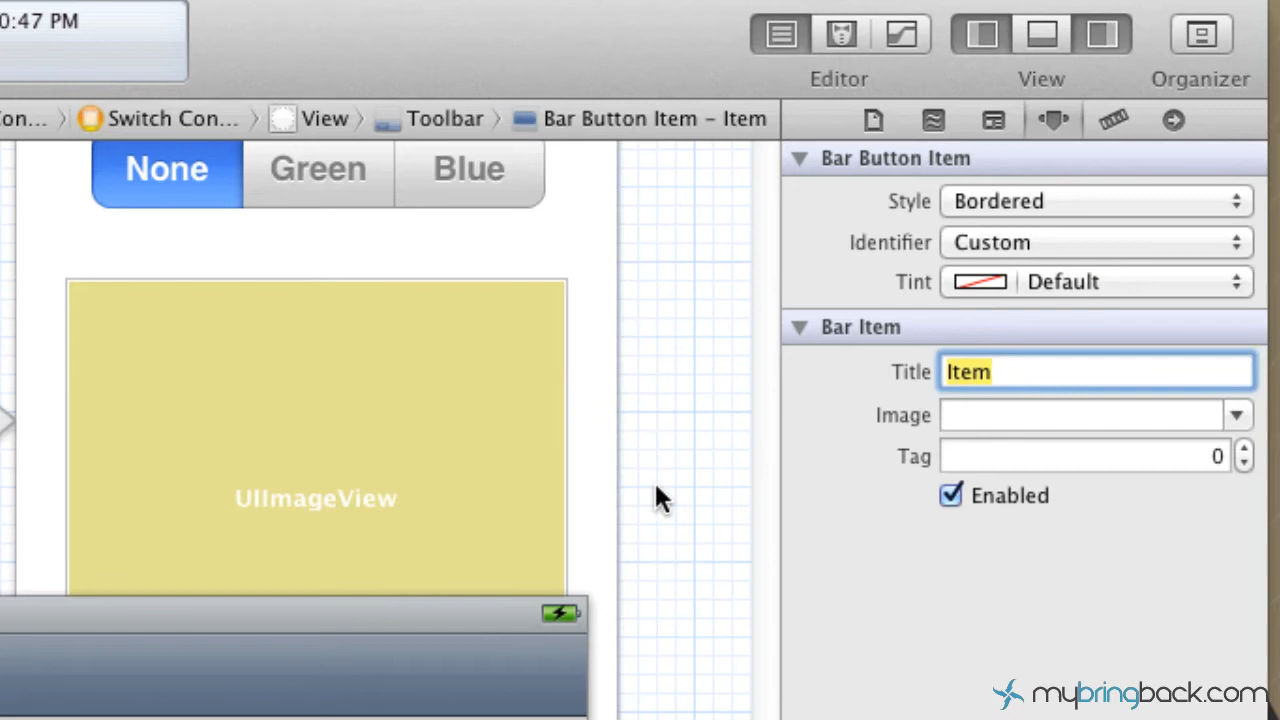 0:47 PM
Editor
View
Organizer
on...
Switch Con...
View
Toolbar
Bar Button Item – Item
None
Green
Blue
UIImageView
Bar Button Item
Style
Bordered
Identifier
Custom
Tint
Default
Bar Item
Title
Item
Image
Tag
0
Enabled
mybringback.com